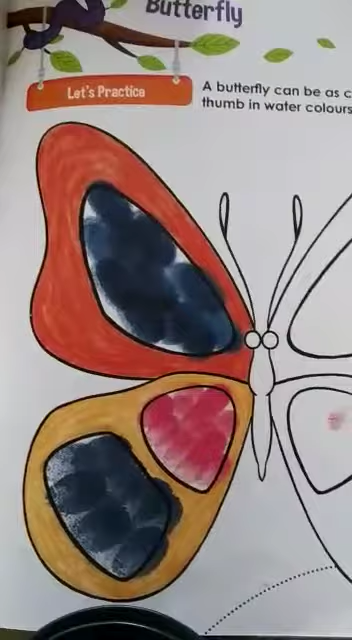 Butterfly
Let's Practice
A butterfly can be as c
thumb in water colours